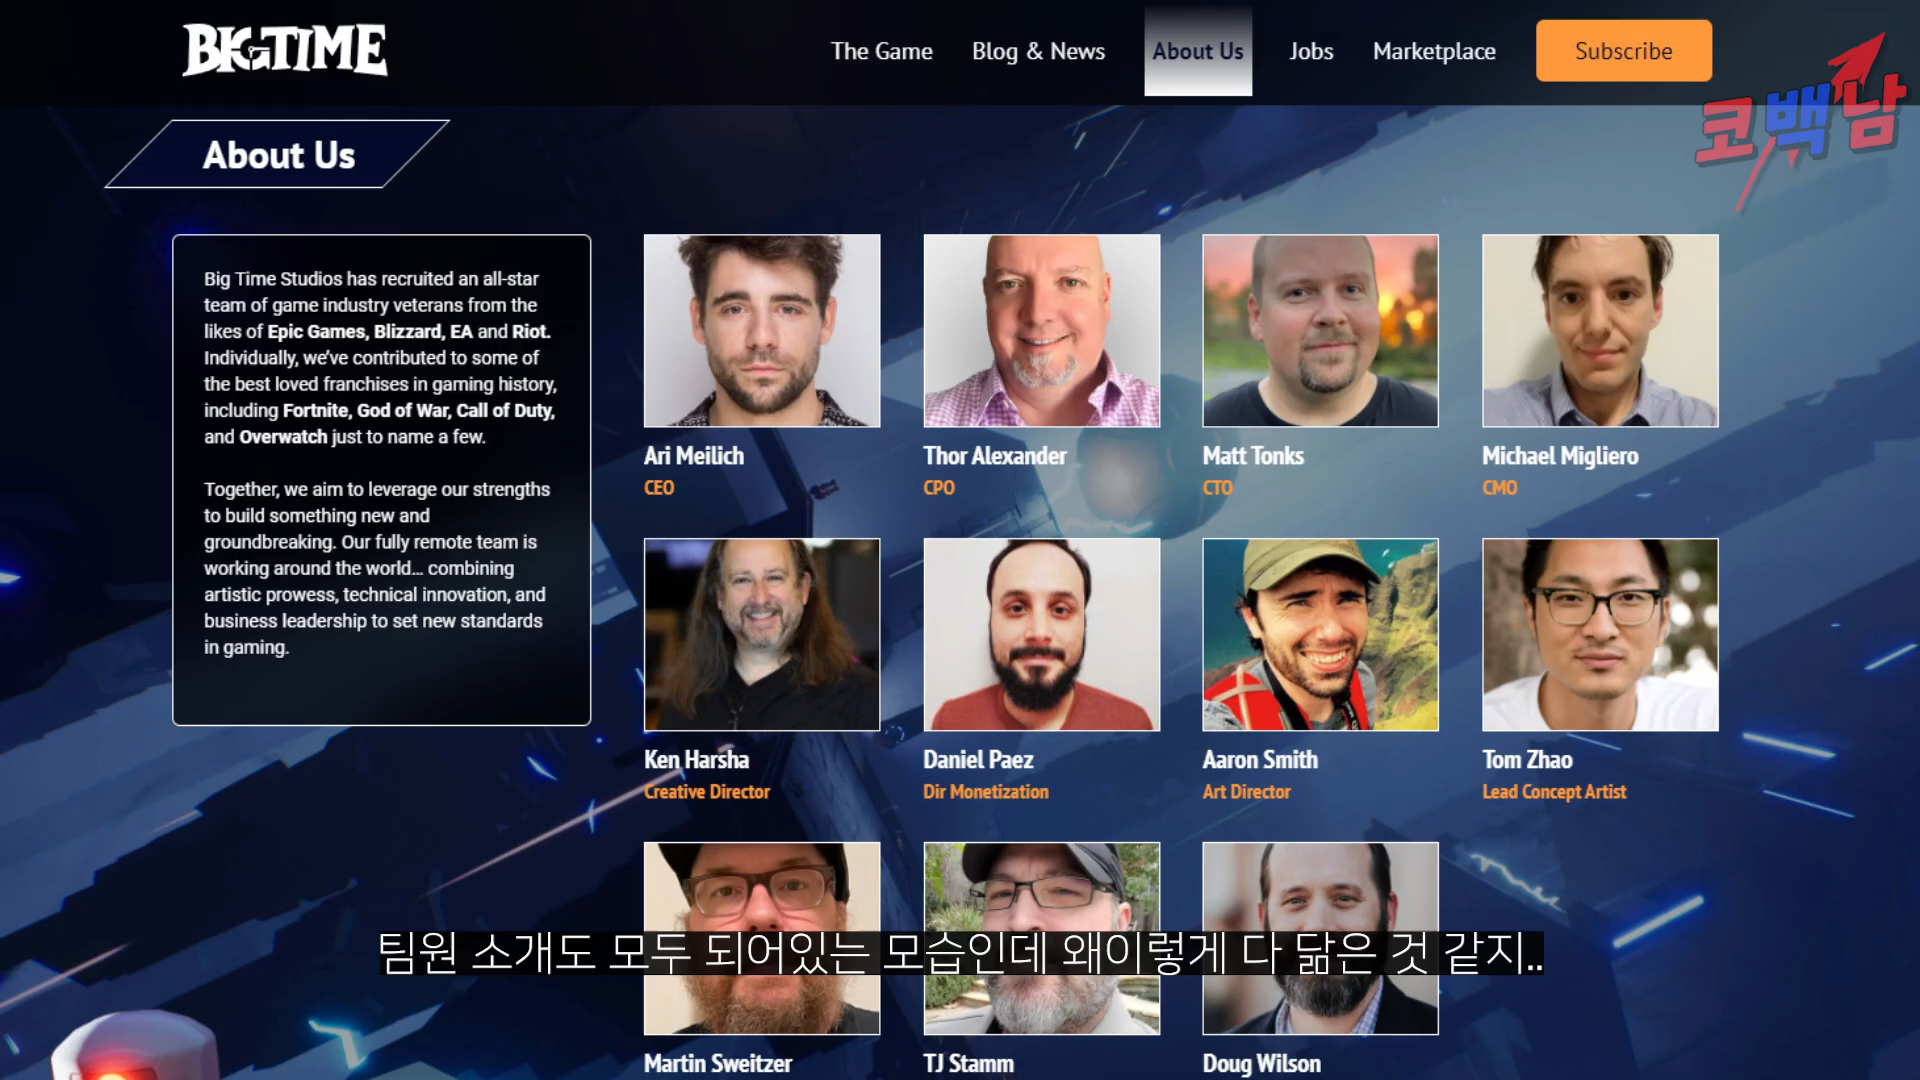 BIGTIME
The Game
Blog & News
About Us
Jobs
Marketplace
Subscribe
코백남
About Us
Big Time Studios has recruited an all-star
team of game industry veterans from the
likes of Epic Games, Blizzard, EA and Riot.
Individually, we've contributed to some of
the best loved franchises in gaming history,
including Fortnite, God of War, Call of Duty,
and Overwatch just to name a few.
Together, we aim to leverage our strengths
to build something new and
groundbreaking. Our fully remote team is
working around the world... combining
artistic prowess, technical innovation, and
business leadership to set new standards
in gaming.
Ari Meilich
CEO
Thor Alexander
CPO
Matt Tonks
CTO
Michael Migliero
CMO
Ken Harsha
Creative Director
Daniel Paez
Dir Monetization
Aaron Smith
Art Director
Tom Zhao
Lead Concept Artist
팀원 소개도 모두 되어있는 모습인데 왜이렇게 다 닮은 것 같지..
Martin Sweitzer
TJ Stamm
Doug Wilson